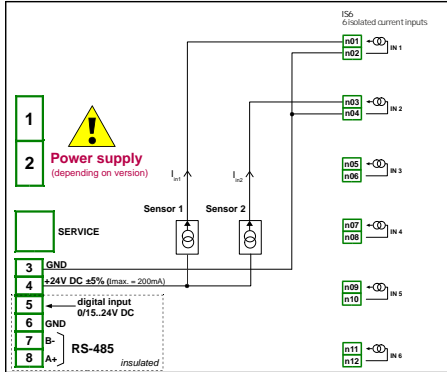 IS6
6 isolated current inputs
n01
n02
IN 1
n03
n04
IN 2
1
2
Power supply
(depending on version)
I in1
I in2
n05
n06
IN 3
Sensor 1
Sensor 2
SERVICE
n07
n08
IN 4
3 GND
4 +24V DC ±5% (Imax. = 200mA)
5 digital input
0/15..24V DC
6 GND
7 B-
8 A+
RS-485
insulated
n09
n10
IN 5
n11
n12
IN 6